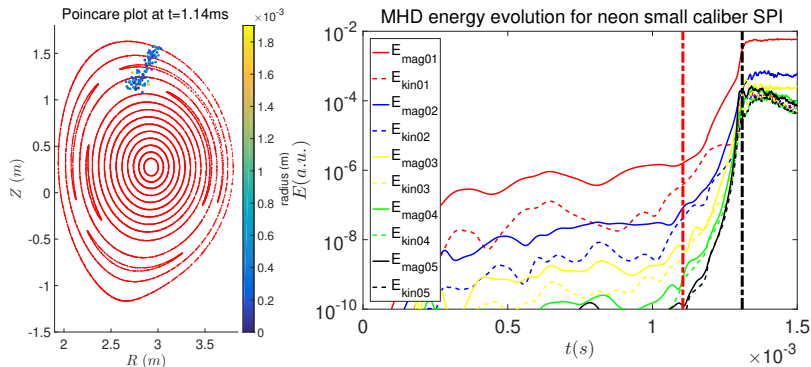 Poincare plot at t=1.14ms
×10⁻³
1.5
1
0.5
0
-0.5
-1
-1.5
Z (m)
2
2.5
3
3.5
R (m)
1.8
1.6
1.4
1.2
1
0.8
0.6
0.4
0.2
0
radius (m)
MHD energy evolution for neon small caliber SPI
E(a.u.)
10⁻²
10⁻⁴
10⁻⁶
10⁻⁸
10⁻¹⁰
E_mag01
E_kin01
E_mag02
E_kin02
E_mag03
E_kin03
E_mag04
E_kin04
E_mag05
E_kin05
0
0.5
1
1.5
t(s)
×10⁻³